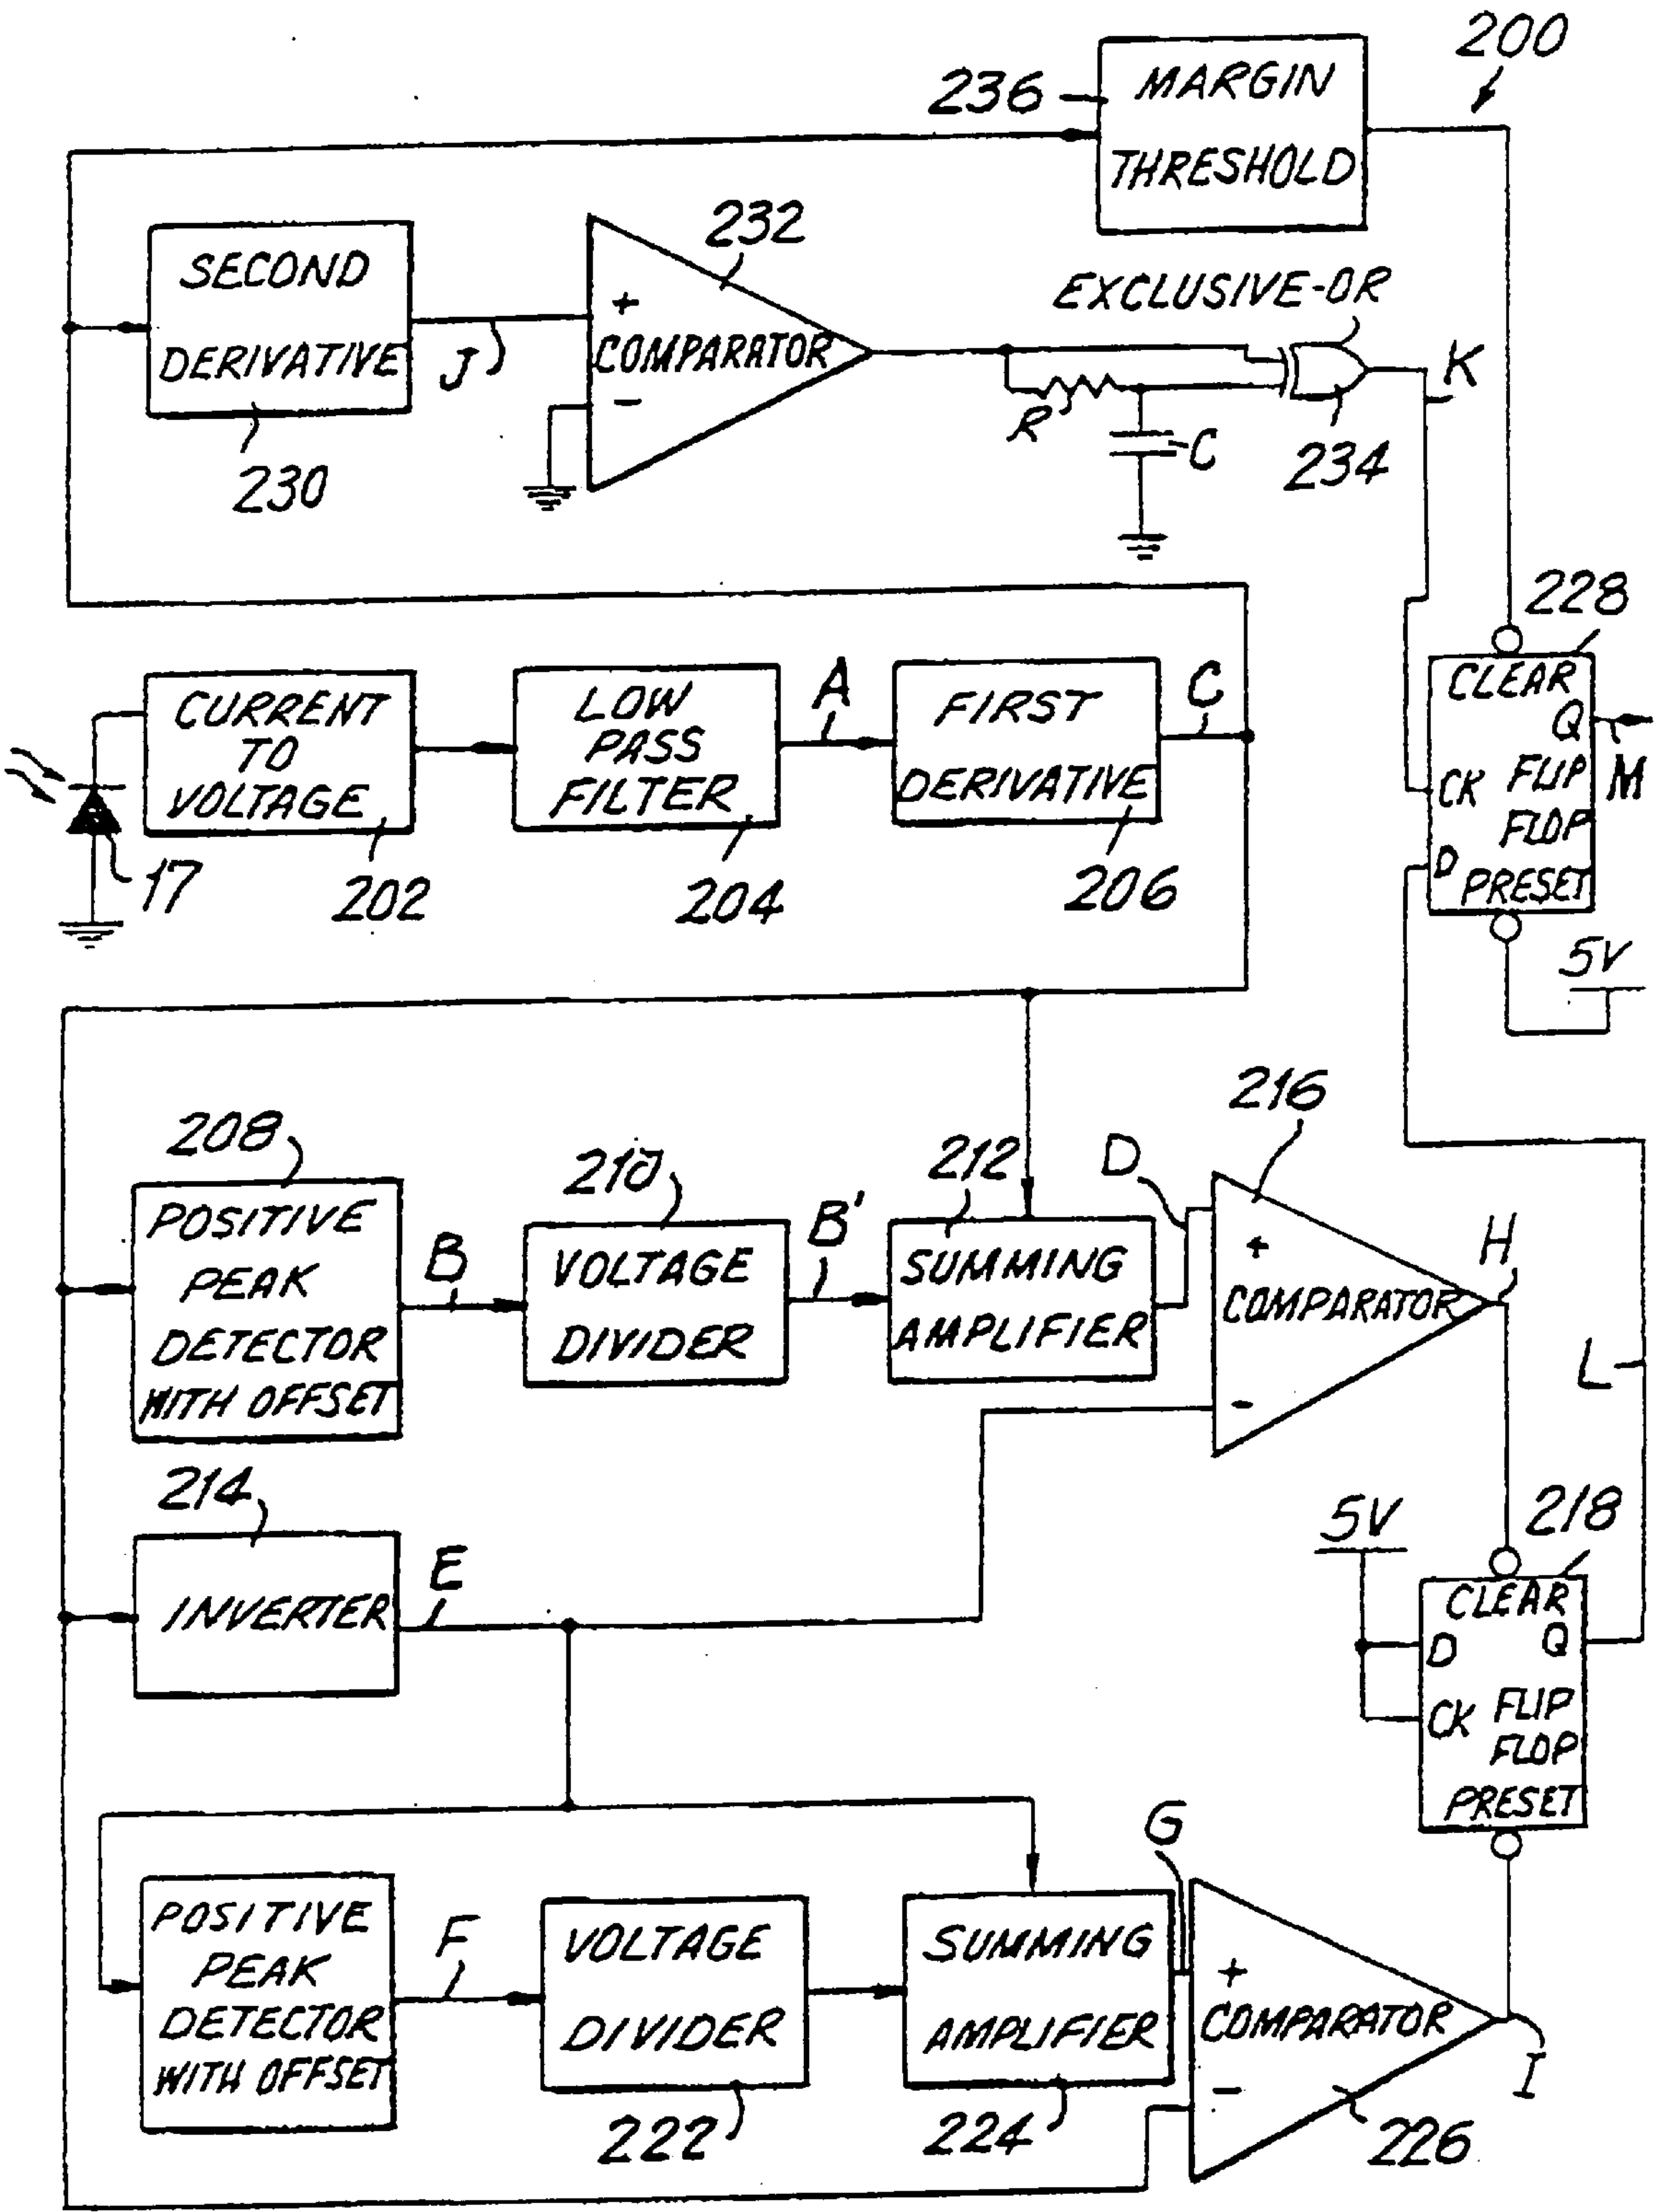 200
236
MARGIN
THRESHOLD
232
SECOND
DERIVATIVE
J
+
COMPARATOR
-
EXCLUSIVE-OR
K
R
C
234
230
228
CLEAR
Q
CK
FLIP
FLOP
D
PRESET
M
5V
CURRENT
TO
VOLTAGE
LOW
PASS
FILTER
A
FIRST
DERIVATIVE
C
17
202
204
206
216
208
210
212
D
POSITIVE
PEAK
DETECTOR
WITH OFFSET
B
VOLTAGE
DIVIDER
B'
SUMMING
AMPLIFIER
+
COMPARATOR
-
H
L
214
INVERTER
E
5V
218
CLEAR
D
Q
CK
FLIP
FLOP
PRESET
G
POSITIVE
PEAK
DETECTOR
WITH OFFSET
F
VOLTAGE
DIVIDER
SUMMING
AMPLIFIER
+
COMPARATOR
-
I
222
224
226